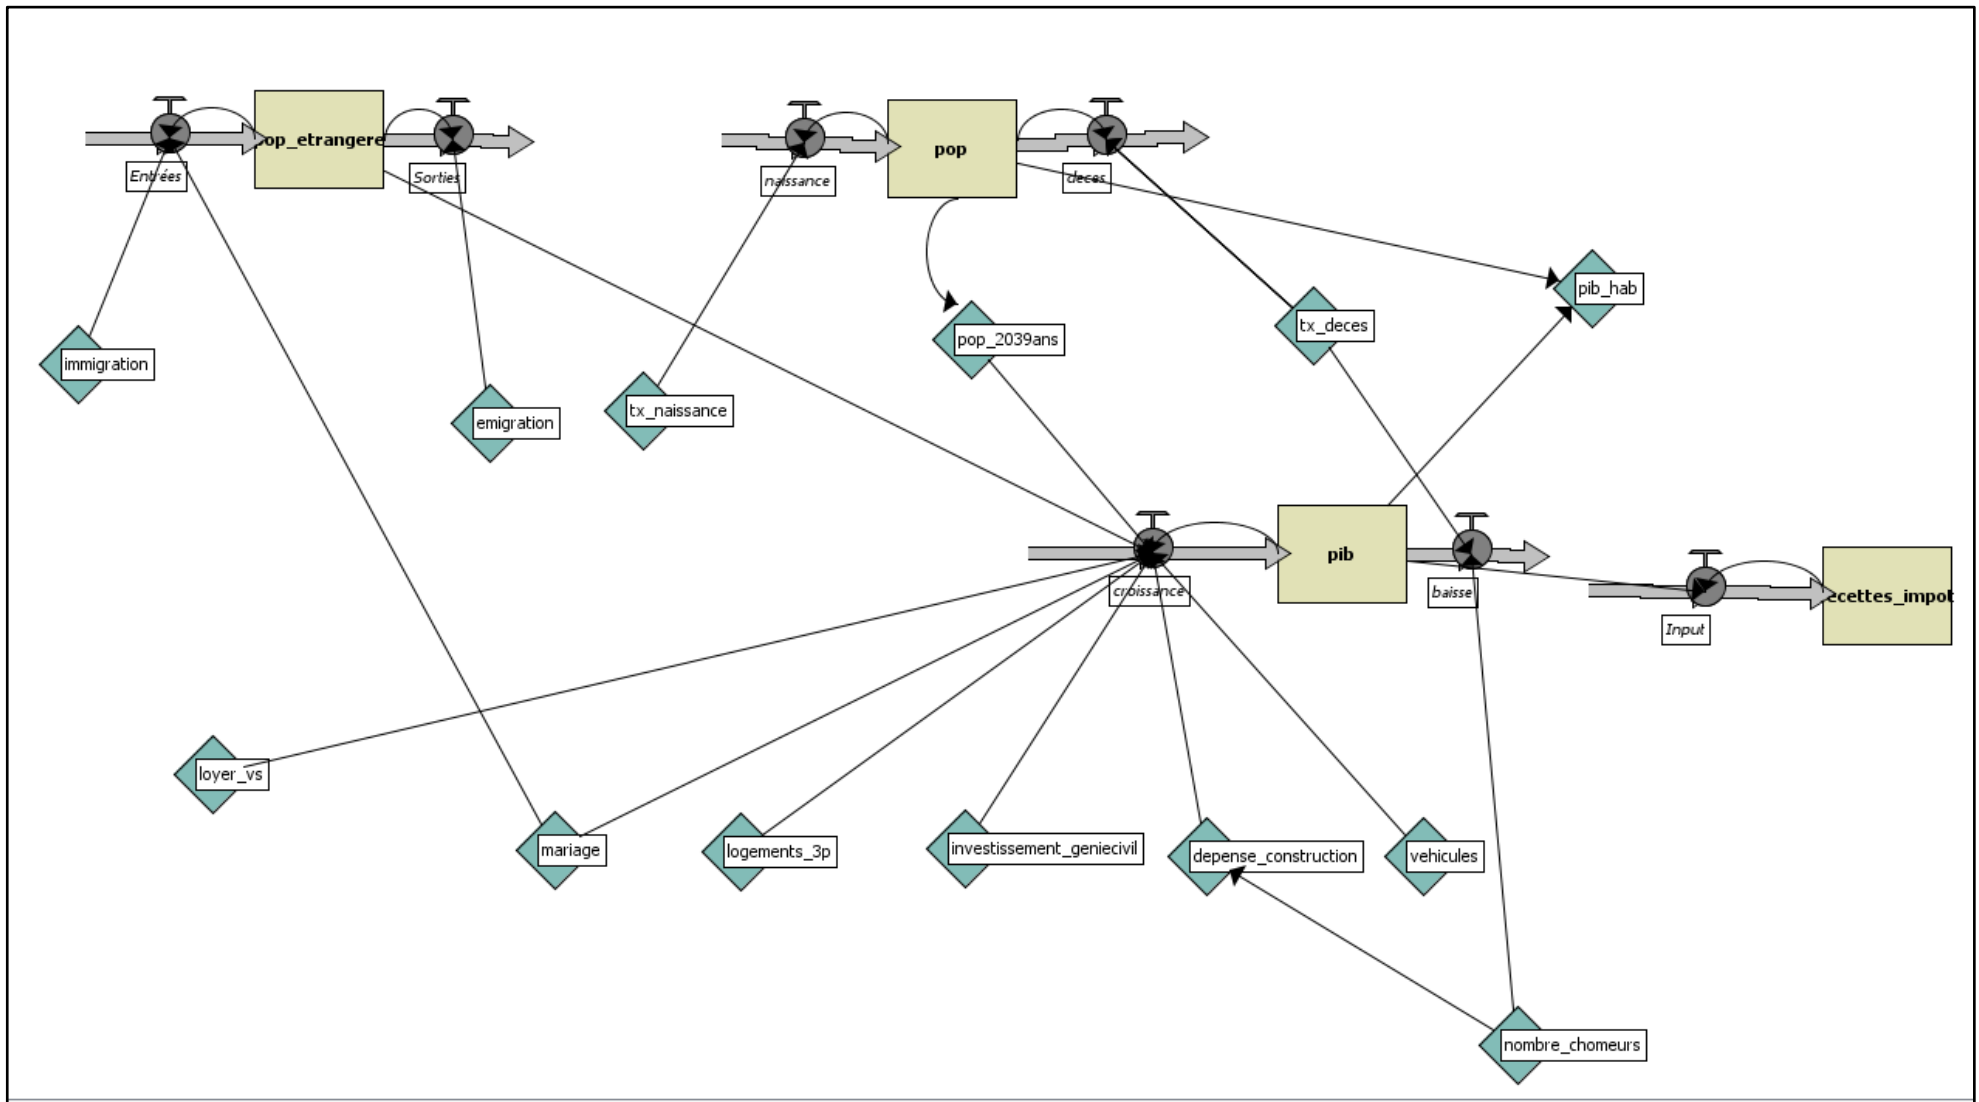 op_etrangere
pop
Entrées
Sorties
naissance
deces
pib_hab
tx_deces
pop_2039ans
immigration
tx_naissance
emigration
pib
croissance
baisse
ecettes_impot
Input
loyer_vs
mariage
logements_3p
investissement_geniecivil
depense_construction
vehicules
nombre_chomeurs